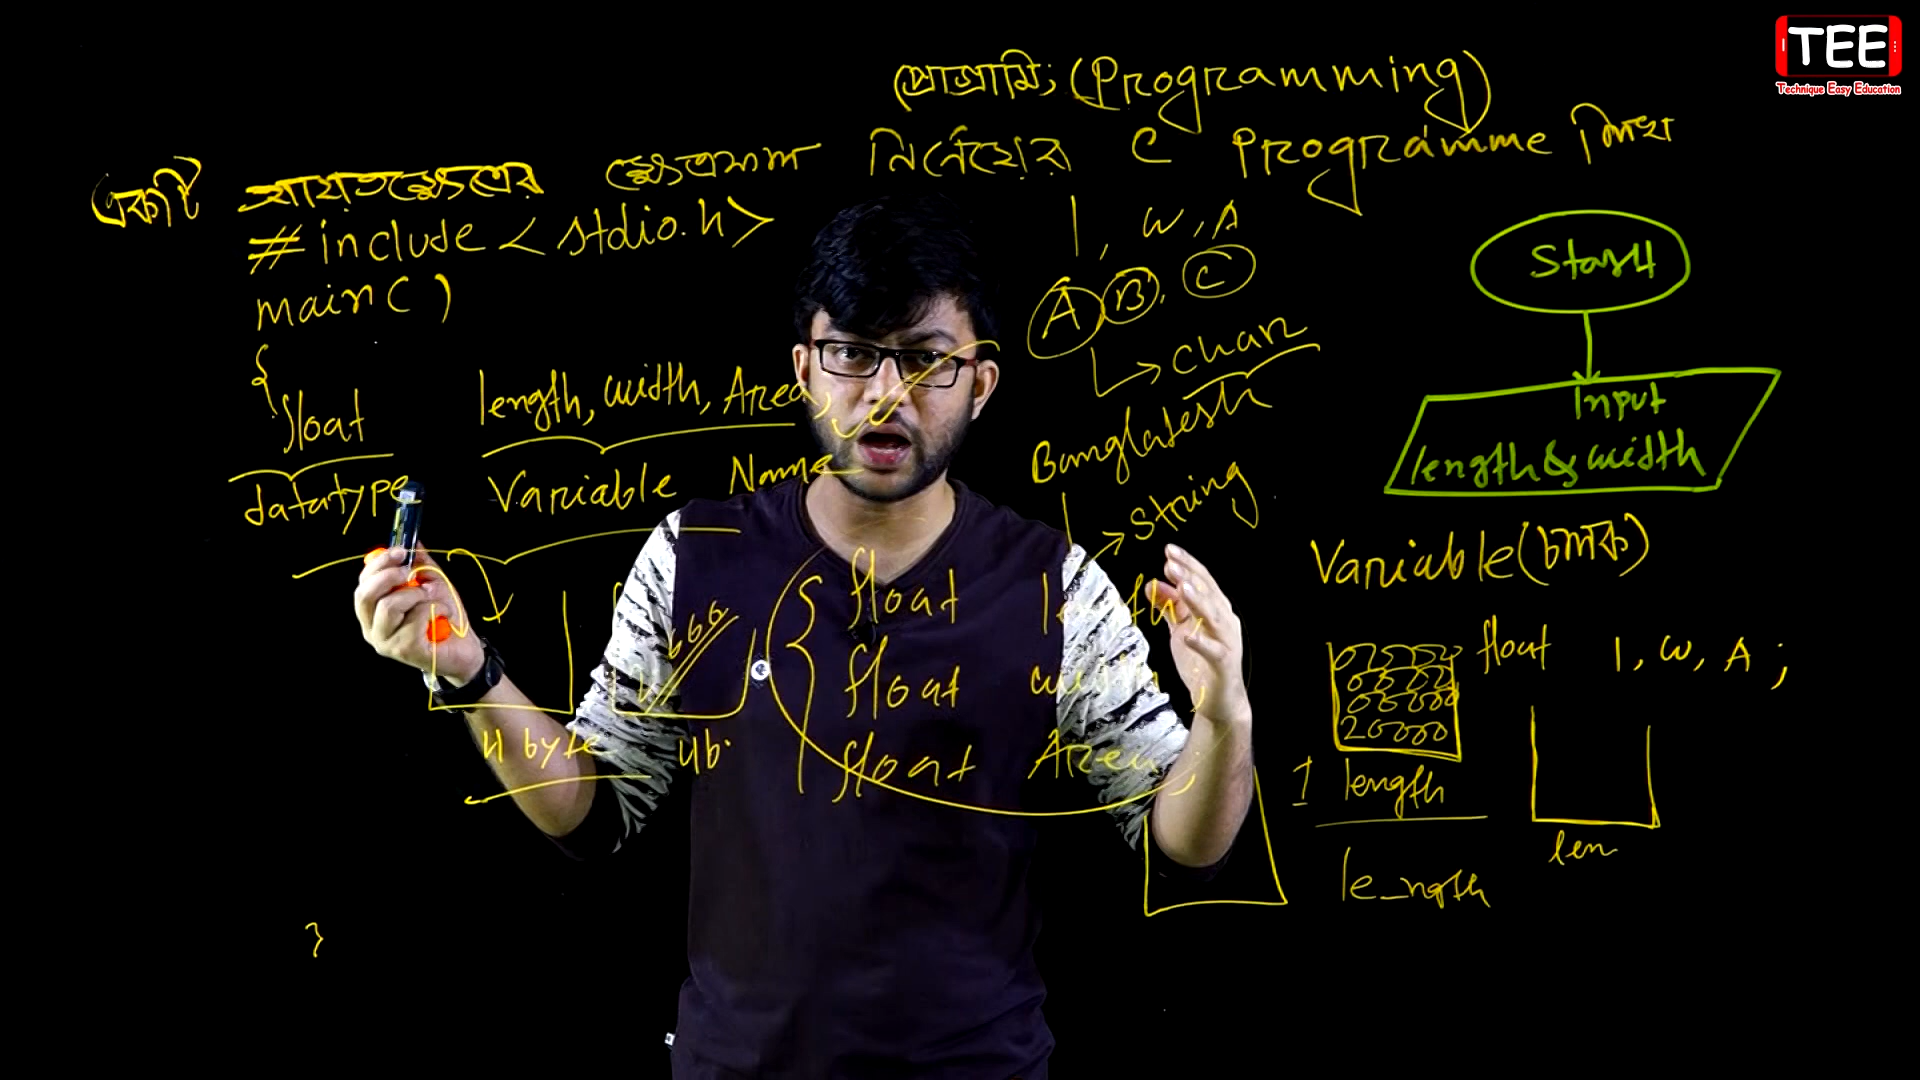 TEE
Technique Easy Education
প্রোগ্রামিং (Programming)
একটি আয়তক্ষেত্রের ক্ষেত্রফল নির্ণয়ের C Programme লিখ
#include <stdio.h>
main()
{
float length, width, Area;
datatype Variable Name
4 byte 4b.
float
float width;
float Area;
}
l, w, A
A B, C
char
Bangladesh
String
Start
Input
length & width
Variable (চলক)
float l, w, A;
20000
1 length
len
le_ngth